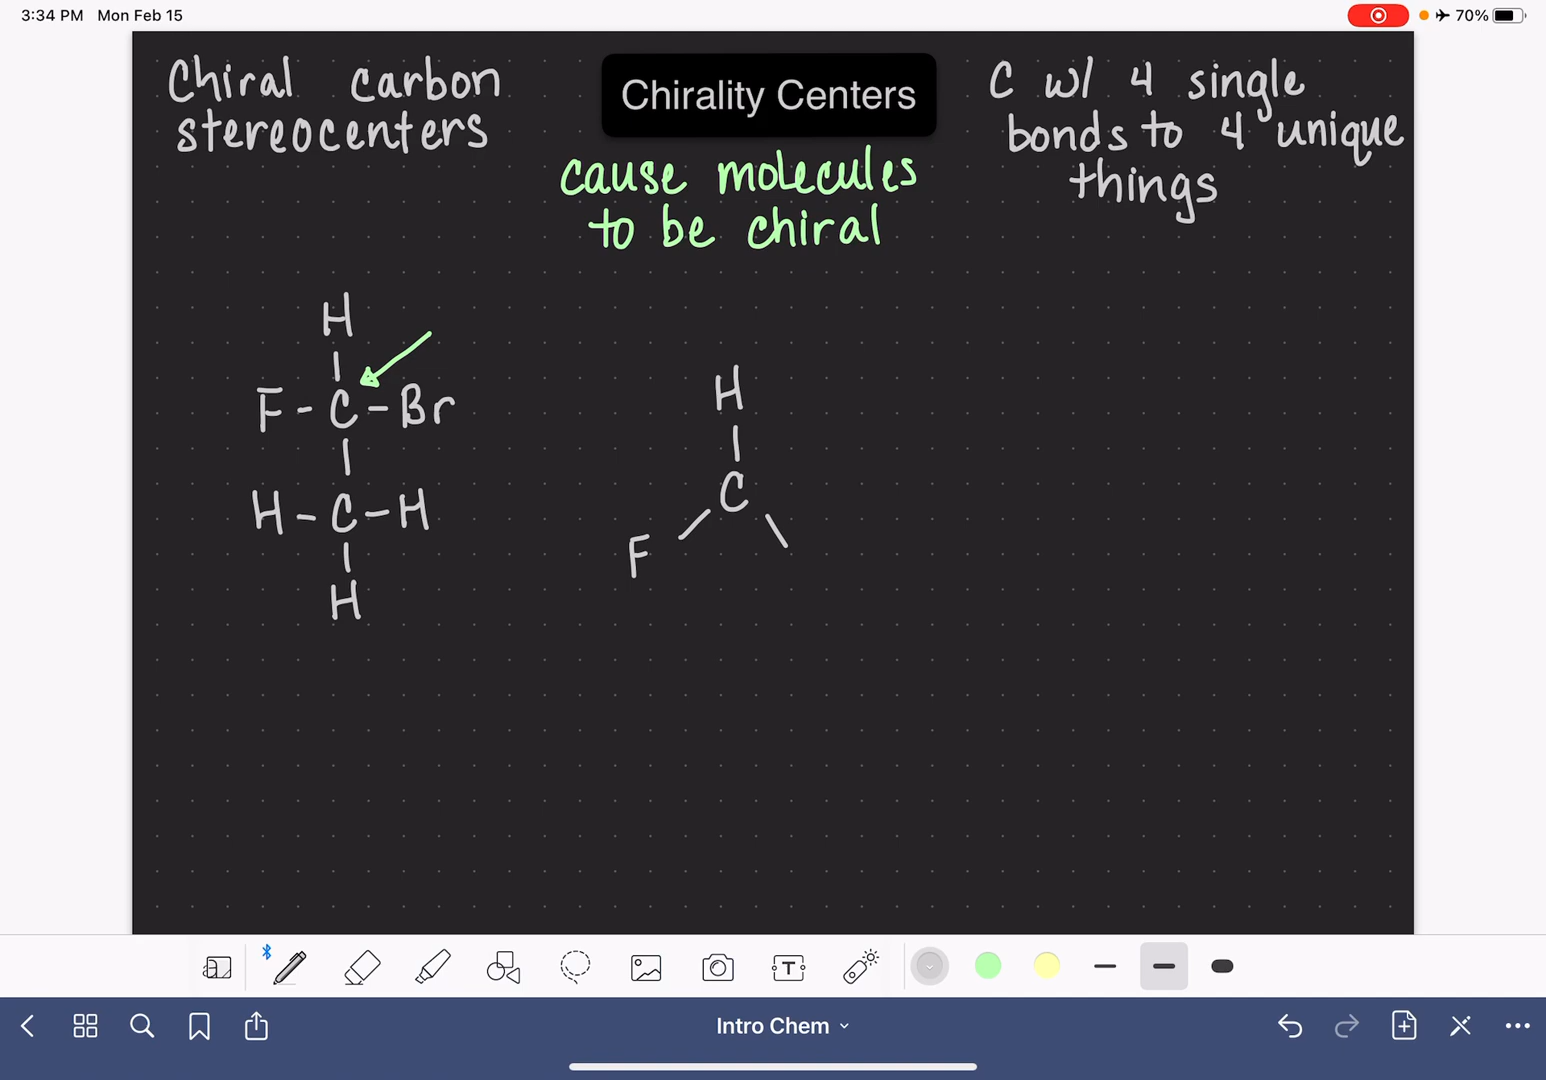 3:34 PM Mon Feb 15
70%
Chiral carbon
stereocenters
Chirality Centers
cause molecules
to be chiral
C w/ 4 single
bonds to 4 unique
things
H
F - C - Br
H - C - H
H
H
C
F
T
Intro Chem